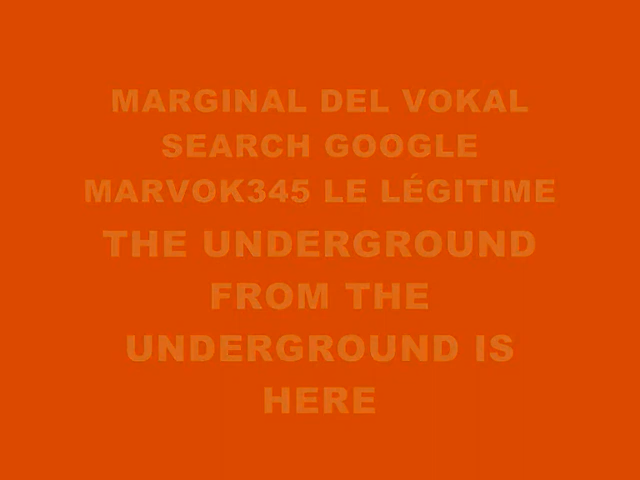 MARGINAL DEL VOKAL
SEARCH GOOGLE
MARVOK345 LE LÉGITIME
THE UNDERGROUND
FROM THE
UNDERGROUND IS
HERE